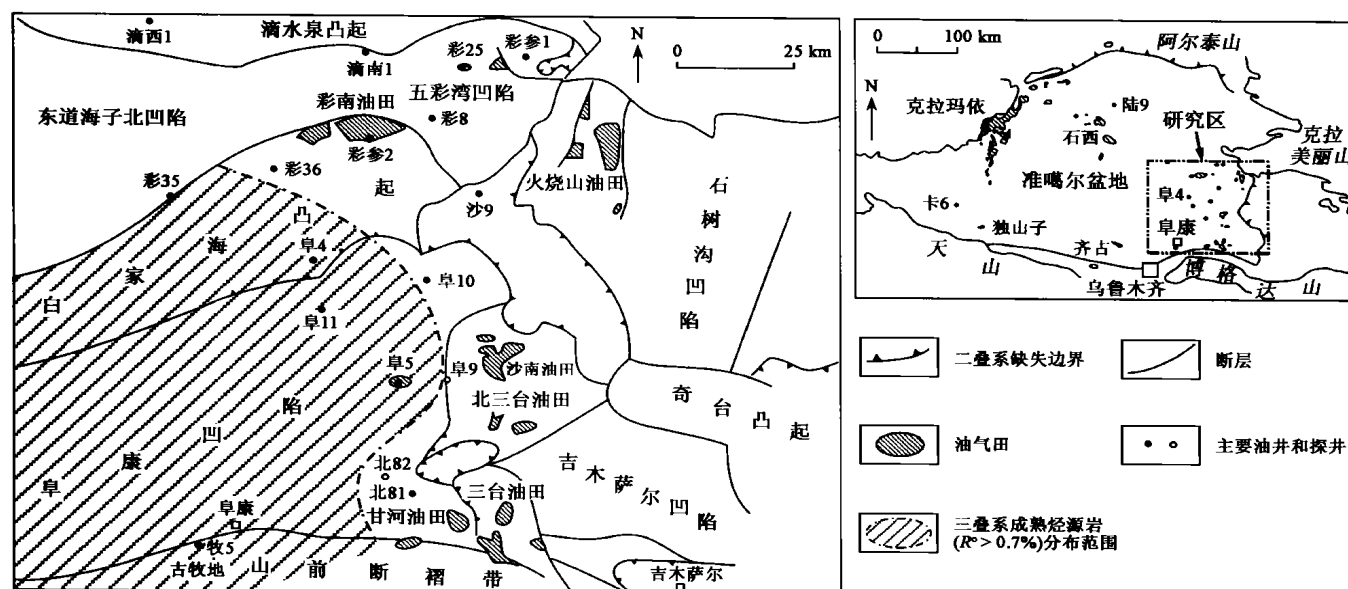 滴西1
滴水泉凸起
滴南1
彩25
彩参1
N
0 25 km
五彩湾凹陷
彩南油田
东道海子北凹陷
彩8
彩参2
彩36
彩35
火烧山油田
沙9
石树沟凹陷
白家海凸起
阜4
阜10
阜11
阜5
阜9
沙南油田
北三台油田
奇台凸起
阜康凹陷
北82
北81
三台油田
甘河油田
吉木萨尔凹陷
阜康
牧5
古牧地
山前断褶带
吉木萨尔
0 100 km
阿尔泰山
N
克拉玛依
陆9
石西
研究区
克拉
美丽山
准噶尔盆地
阜4
卡6
独山子
阜康
齐占
天山
博格达山
乌鲁木齐
二叠系缺失边界
断层
油气田
主要油井和探井
三叠系成熟烃源岩
(R° > 0.7%)分布范围